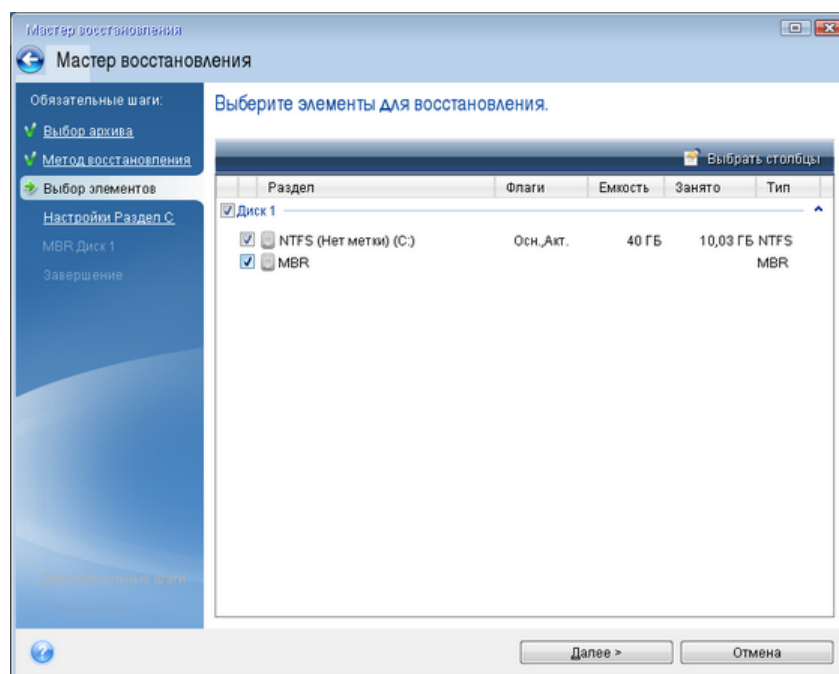 Мастер восстановления
Мастер восстановления
Обязательные шаги:
Выбор архива
Метод восстановления
Выбор элементов
Настройки Раздел C
MBR Диск 1
Завершение
Выберите элементы для восстановления.
Выбрать столбцы
Раздел Флаги Емкость Занято Тип
Диск 1
NTFS (Нет метки) (C:) Осн.,Акт. 40 ГБ 10,03 ГБ NTFS
MBR MBR
шаги
Далее >
Отмена